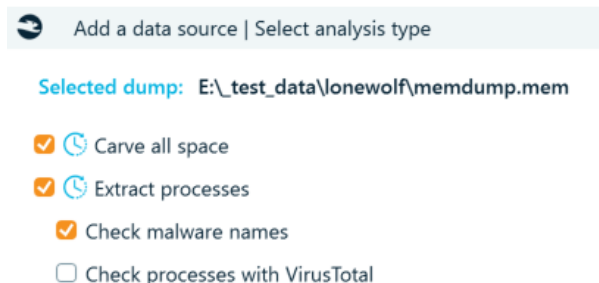 Add a data source | Select analysis type
Selected dump: E:\_test_data\lonewolf\memdump.mem
Carve all space
Extract processes
Check malware names
Check processes with VirusTotal